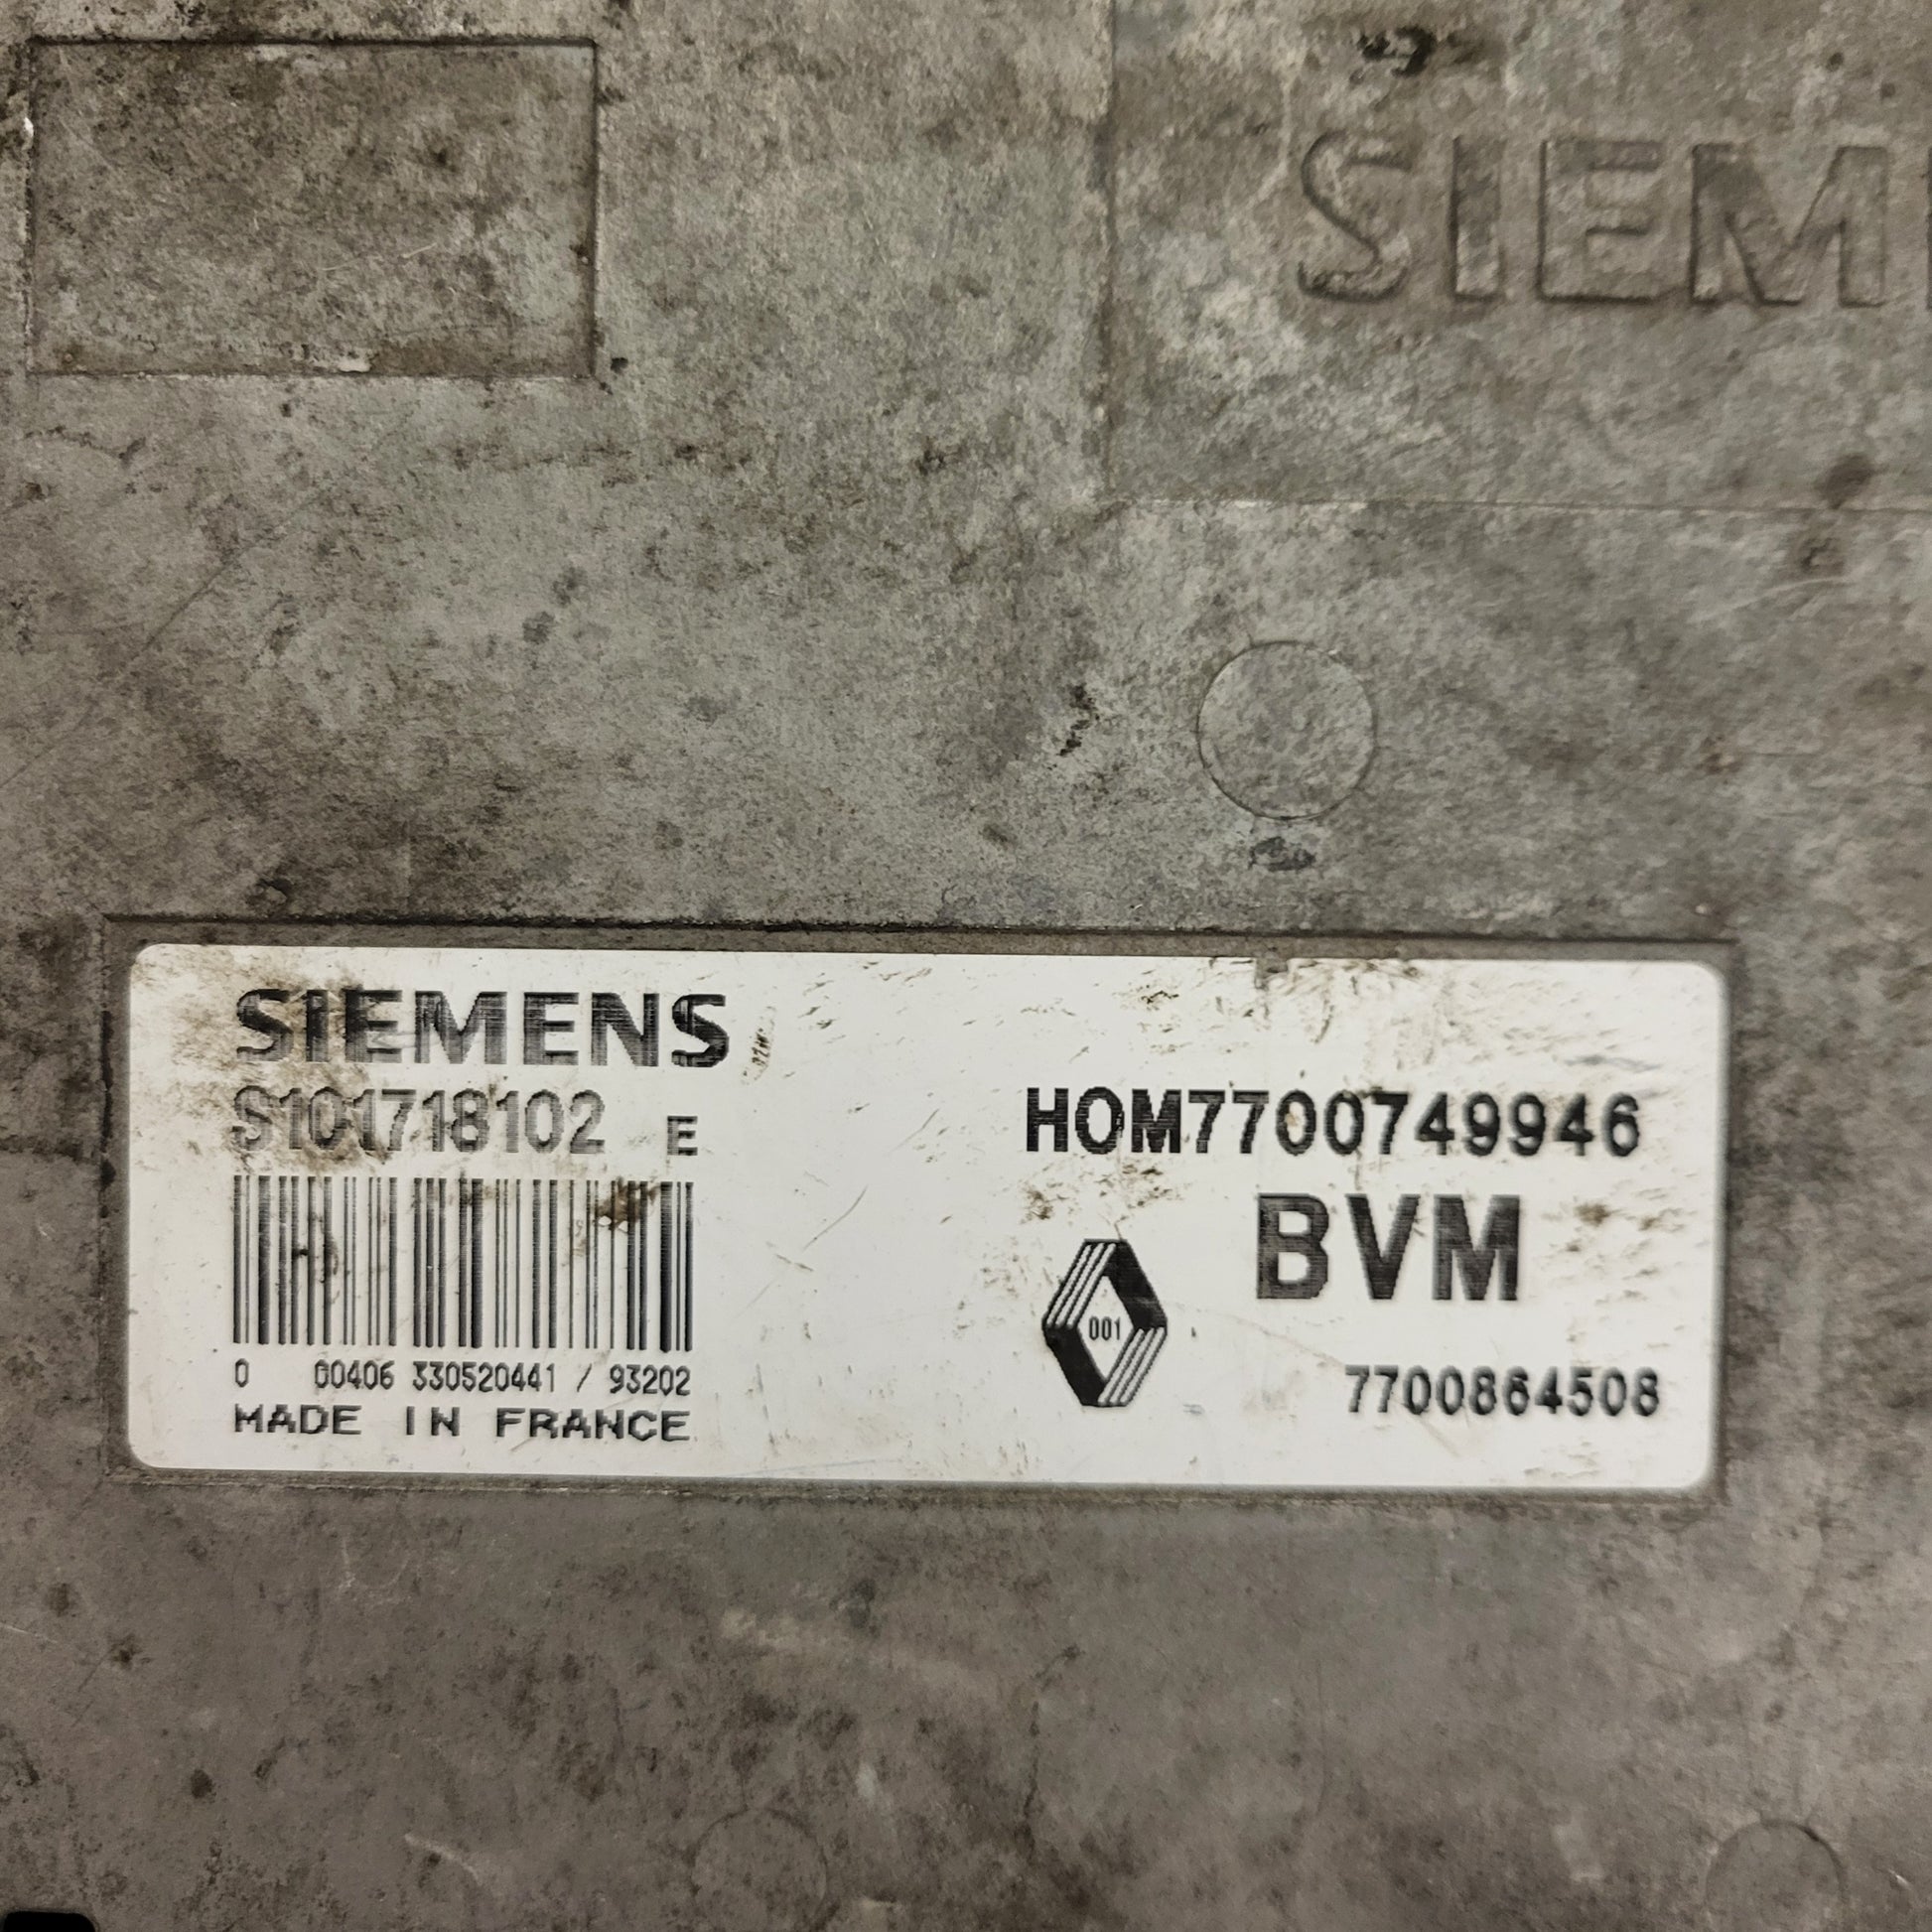 SIEM
SIEMENS
S101718102 E
HOM7700749946
BVM
001
0 00406 330520441 / 93202
7700864508
MADE IN FRANCE